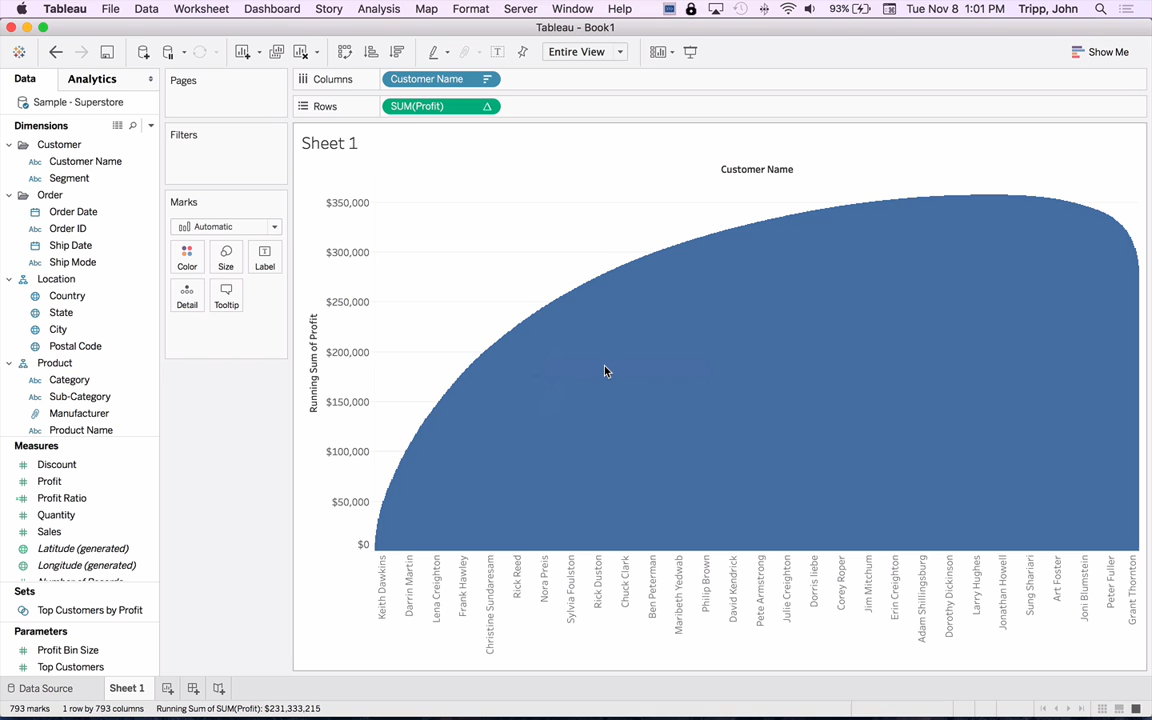 Tableau File Data Worksheet Dashboard Story Analysis Map Format Server Window Help 93% Tue Nov 8 1:01 PM Tripp, John
Tableau - Book1
Entire View Show Me
Data Analytics
Sample - Superstore
Dimensions
Customer
Abc Customer Name
Abc Segment
Order
Order Date
Abc Order ID
Ship Date
Abc Ship Mode
Location
Country
State
City
Postal Code
Product
Abc Category
Abc Sub-Category
Manufacturer
Abc Product Name
Measures
Discount
Profit
Profit Ratio
Quantity
Sales
Latitude (generated)
Longitude (generated)
Sets
Top Customers by Profit
Parameters
Profit Bin Size
Top Customers
Pages
Filters
Marks
Automatic
Color Size Label
Detail Tooltip
Columns Customer Name
Rows SUM(Profit)
Sheet 1
Customer Name
Running Sum of Profit
$350,000
$300,000
$250,000
$200,000
$150,000
$100,000
$50,000
$0
Keith Dawkins
Darrin Martin
Lena Creighton
Frank Hawley
Christine Sundaresam
Rick Reed
Nora Preis
Sylvia Foulston
Rick Duston
Chuck Clark
Ben Peterman
Maribeth Yedwab
Philip Brown
David Kendrick
Pete Armstrong
Julie Creighton
Dorris liebe
Corey Roper
Jim Mitchum
Erin Creighton
Adam Shillingsburg
Dorothy Dickinson
Larry Hughes
Jonathan Howell
Sung Shariari
Art Foster
Joni Blumstein
Peter Fuller
Grant Thornton
Data Source Sheet 1
793 marks 1 row by 793 columns Running Sum of SUM(Profit): $231,333,215